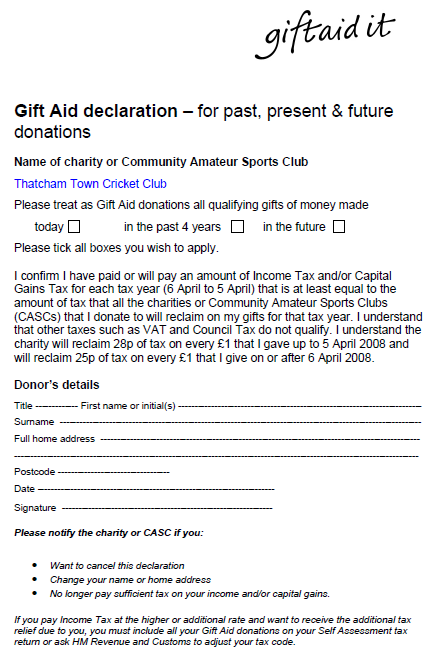 giftaid it
Gift Aid declaration – for past, present & future
donations
Name of charity or Community Amateur Sports Club
Thatcham Town Cricket Club
Please treat as Gift Aid donations all qualifying gifts of money made
today in the past 4 years in the future
Please tick all boxes you wish to apply.
I confirm I have paid or will pay an amount of Income Tax and/or Capital
Gains Tax for each tax year (6 April to 5 April) that is at least equal to the
amount of tax that all the charities or Community Amateur Sports Clubs
(CASCs) that I donate to will reclaim on my gifts for that tax year. I understand
that other taxes such as VAT and Council Tax do not qualify. I understand the
charity will reclaim 28p of tax on every £1 that I gave up to 5 April 2008 and
will reclaim 25p of tax on every £1 that I give on or after 6 April 2008.
Donor's details
Title -------------- First name or initial(s) --------------------------------------------------------------------------
Surname --------------------------------------------------------------------------------------------------------------
Full home address --------------------------------------------------------------------------------------------------
-----------------------------------------------------------------------------------------------------------------------------
Postcode ----------------------------------
Date ------------------------------------------------------------------------
Signature ----------------------------------------------------------------
Please notify the charity or CASC if you:
• Want to cancel this declaration
• Change your name or home address
• No longer pay sufficient tax on your income and/or capital gains.
If you pay Income Tax at the higher or additional rate and want to receive the additional tax
relief due to you, you must include all your Gift Aid donations on your Self Assessment tax
return or ask HM Revenue and Customs to adjust your tax code.